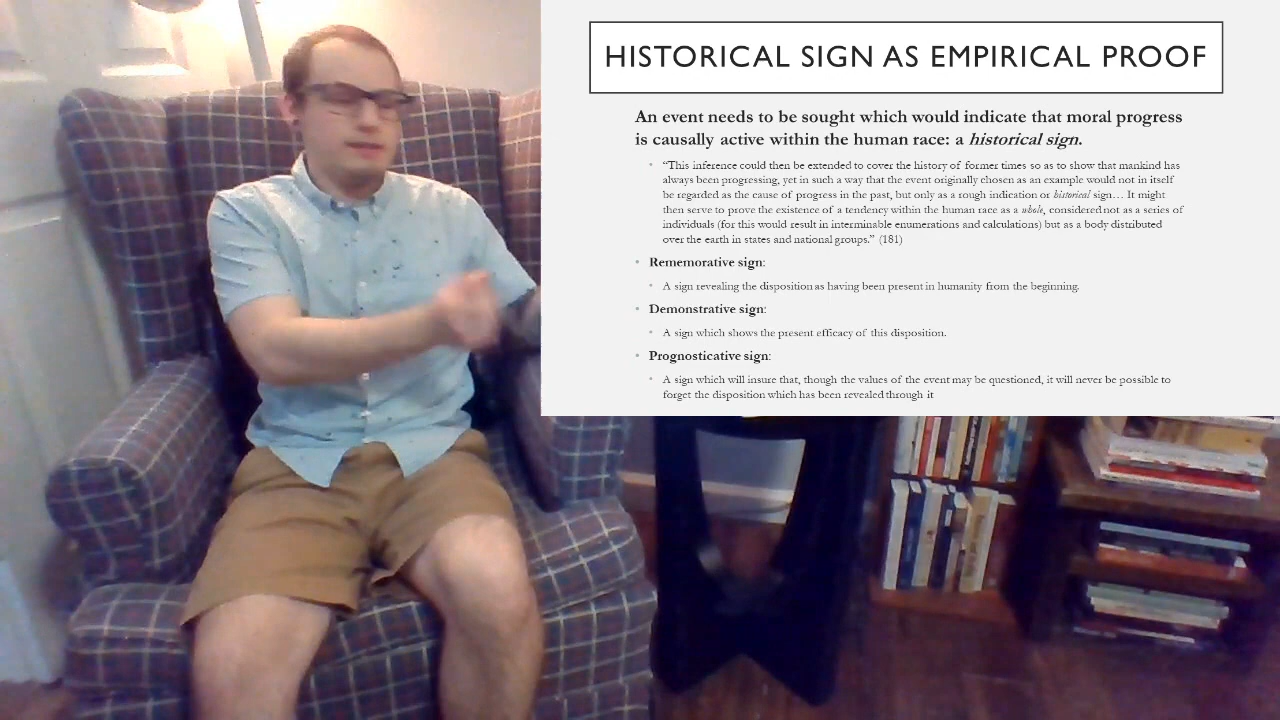 HISTORICAL SIGN AS EMPIRICAL PROOF
An event needs to be sought which would indicate that moral progress
is causally active within the human race: a historical sign.
• “This inference could then be extended to cover the history of former times so as to show that mankind has
always been progressing, yet in such a way that the event originally chosen as an example would not in itself
be regarded as the cause of progress in the past, but only as a rough indication or historical sign… It might
then serve to prove the existence of a tendency within the human race as a whole, considered not as a series of
individuals (for this would result in interminable enumerations and calculations) but as a body distributed
over the earth in states and national groups.” (181)
• Rememorative sign:
• A sign revealing the disposition as having been present in humanity from the beginning.
• Demonstrative sign:
• A sign which shows the present efficacy of this disposition.
• Prognosticative sign:
• A sign which will insure that, though the values of the event may be questioned, it will never be possible to
forget the disposition which has been revealed through it